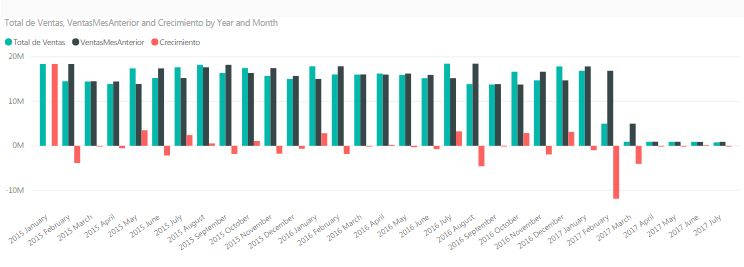 Total de Ventas, VentasMesAnterior and Crecimiento by Year and Month
Total de Ventas VentasMesAnterior Crecimiento
20M
10M
0M
-10M
2015 January
2015 February
2015 March
2015 April
2015 May
2015 June
2015 July
2015 August
2015 September
2015 October
2015 November
2015 December
2016 January
2016 February
2016 March
2016 April
2016 May
2016 June
2016 July
2016 August
2016 September
2016 October
2016 November
2016 December
2017 January
2017 February
2017 March
2017 April
2017 May
2017 June
2017 July